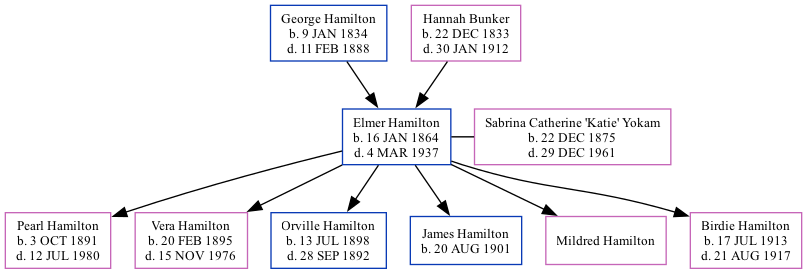 George Hamilton
b. 9 JAN 1834
d. 11 FEB 1888
Hannah Bunker
b. 22 DEC 1833
d. 30 JAN 1912
Elmer Hamilton
b. 16 JAN 1864
d. 4 MAR 1937
Sabrina Catherine 'Katie' Yokam
b. 22 DEC 1875
d. 29 DEC 1961
Pearl Hamilton
b. 3 OCT 1891
d. 12 JUL 1980
Vera Hamilton
b. 20 FEB 1895
d. 15 NOV 1976
Orville Hamilton
b. 13 JUL 1898
d. 28 SEP 1892
James Hamilton
b. 20 AUG 1901
Mildred Hamilton
Birdie Hamilton
b. 17 JUL 1913
d. 21 AUG 1917